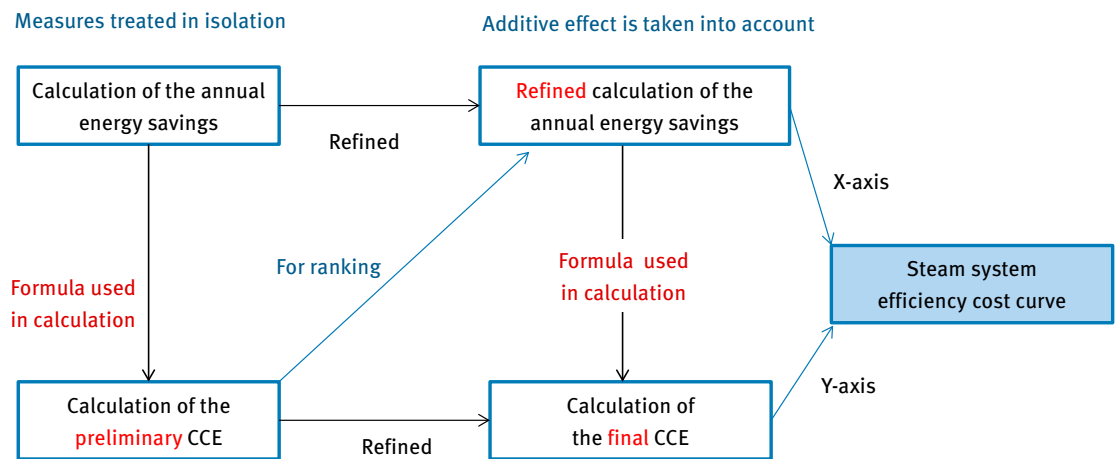 Measures treated in isolation
Additive effect is taken into account
Calculation of the annual
energy savings
Refined
Refined calculation of the
annual energy savings
X-axis
Formula used
in calculation
For ranking
Formula used
in calculation
Steam system
efficiency cost curve
Calculation of the
preliminary CCE
Refined
Calculation of
the final CCE
Y-axis